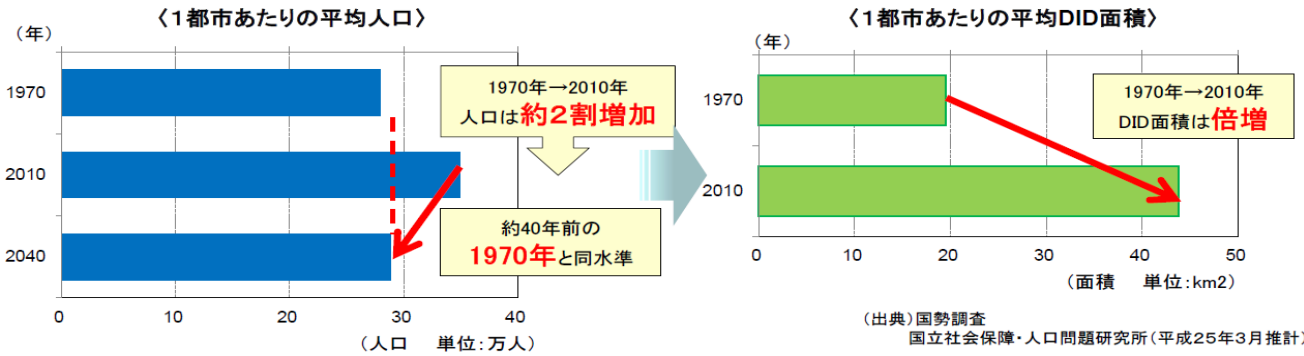 〈１都市あたりの平均人口〉
（年）
1970
2010
2040
0
10
20
30
40
（人口　単位：万人）
1970年→2010年
人口は約２割増加
約40年前の
1970年と同水準
〈１都市あたりの平均DID面積〉
（年）
1970
2010
0
10
20
30
40
50
（面積　単位：km2）
1970年→2010年
DID面積は倍増
（出典）国勢調査
国立社会保障・人口問題研究所（平成25年3月推計）